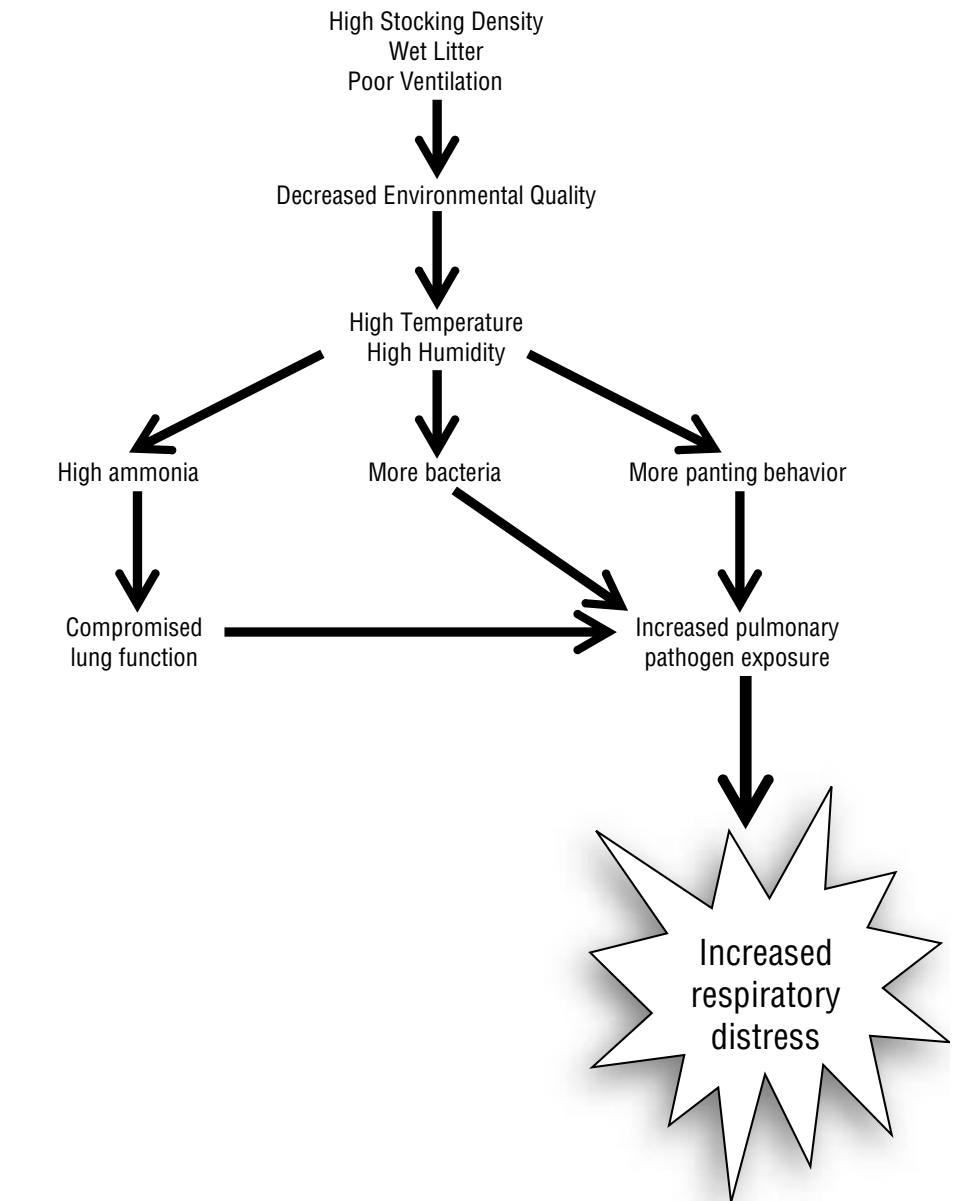 High Stocking Density
Wet Litter
Poor Ventilation
Decreased Environmental Quality
High Temperature
High Humidity
High ammonia
More bacteria
More panting behavior
Compromised
lung function
Increased pulmonary
pathogen exposure
Increased
respiratory
distress